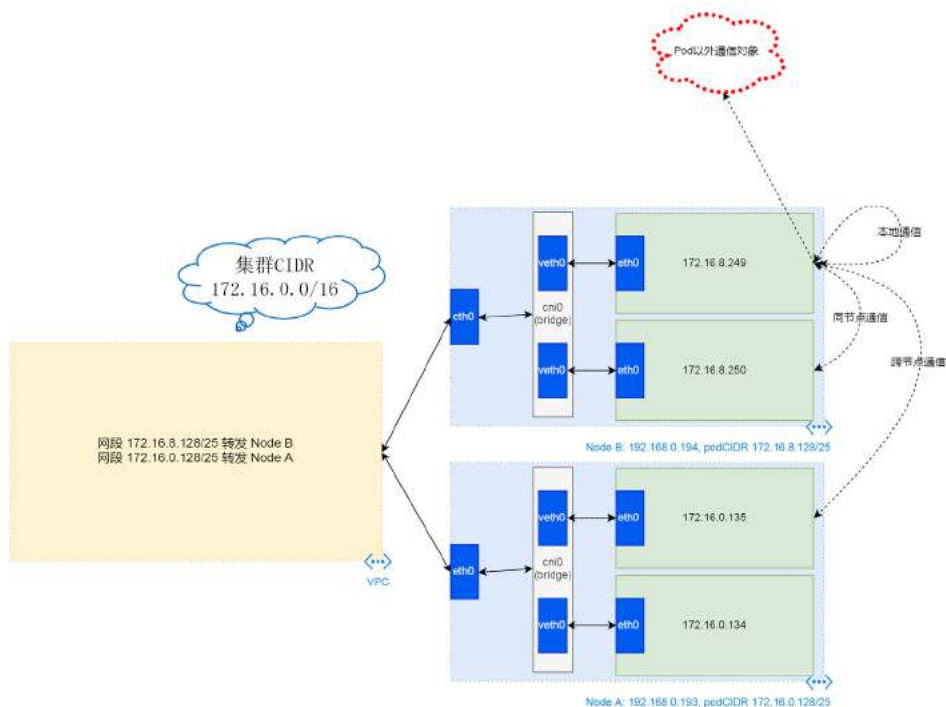 Pod以外通信对象
本地通信
集群CIDR
172.16.0.0/16
veth0
eth0
172.16.8.249
cni0
(bridge)
eth0
同节点通信
veth0
eth0
172.16.8.250
跨节点通信
网段 172.16.8.128/25 转发 Node B
网段 172.16.0.128/25 转发 Node A
Node B: 192.168.0.194, podCIDR 172.16.8.128/25
veth0
eth0
172.16.0.135
cni0
(bridge)
eth0
VPC
veth0
eth0
172.16.0.134
Node A: 192.168.0.193, podCIDR 172.16.0.128/25